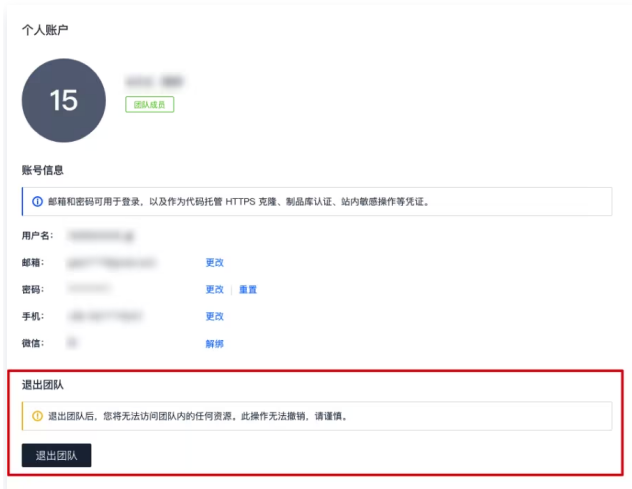 个人账户
15
团队成员
账号信息
邮箱和密码可用于登录，以及作为代码托管 HTTPS 克隆、制品库认证、站内敏感操作等凭证。
用户名：
邮箱： 更改
密码： 更改 | 重置
手机： 更改
微信： 解绑
退出团队
退出团队后，您将无法访问团队内的任何资源。此操作无法撤销，请谨慎。
退出团队